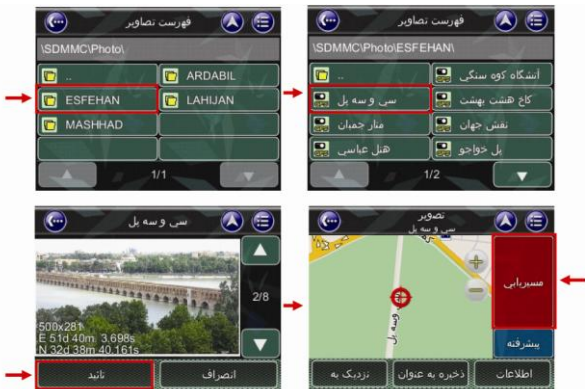 فهرست تصاویر
\SDMMC\Photo\
..
ARDABIL
ESFEHAN
LAHIJAN
MASHHAD
1/1
فهرست تصاویر
\SDMMC\Photo\ESFEHAN\
..
آتشگاه کوه سنگی
سی و سه پل
کاخ هشت بهشت
منار جمبان
نقش جهان
هتل عباسی
پل خواجو
1/2
سی و سه پل
2/8
500x281
E 51d 40m 3.698s
N 32d 38m 40.161s
تائید
انصراف
تصویر
سی و سه پل
مسیریابی
وسه پل
پیشرفته
نزدیک به
ذخیره به عنوان
اطلاعات